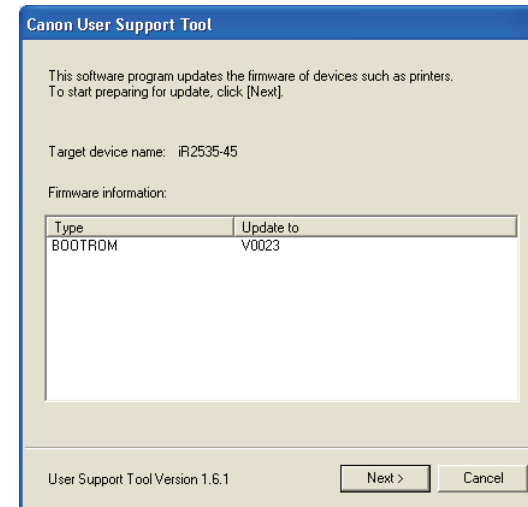 Canon User Support Tool
This software program updates the firmware of devices such as printers.
To start preparing for update, click [Next].
Target device name: iR2535-45
Firmware information:
Type Update to
BOOTROM V0023
User Support Tool Version 1.6.1 Next > Cancel